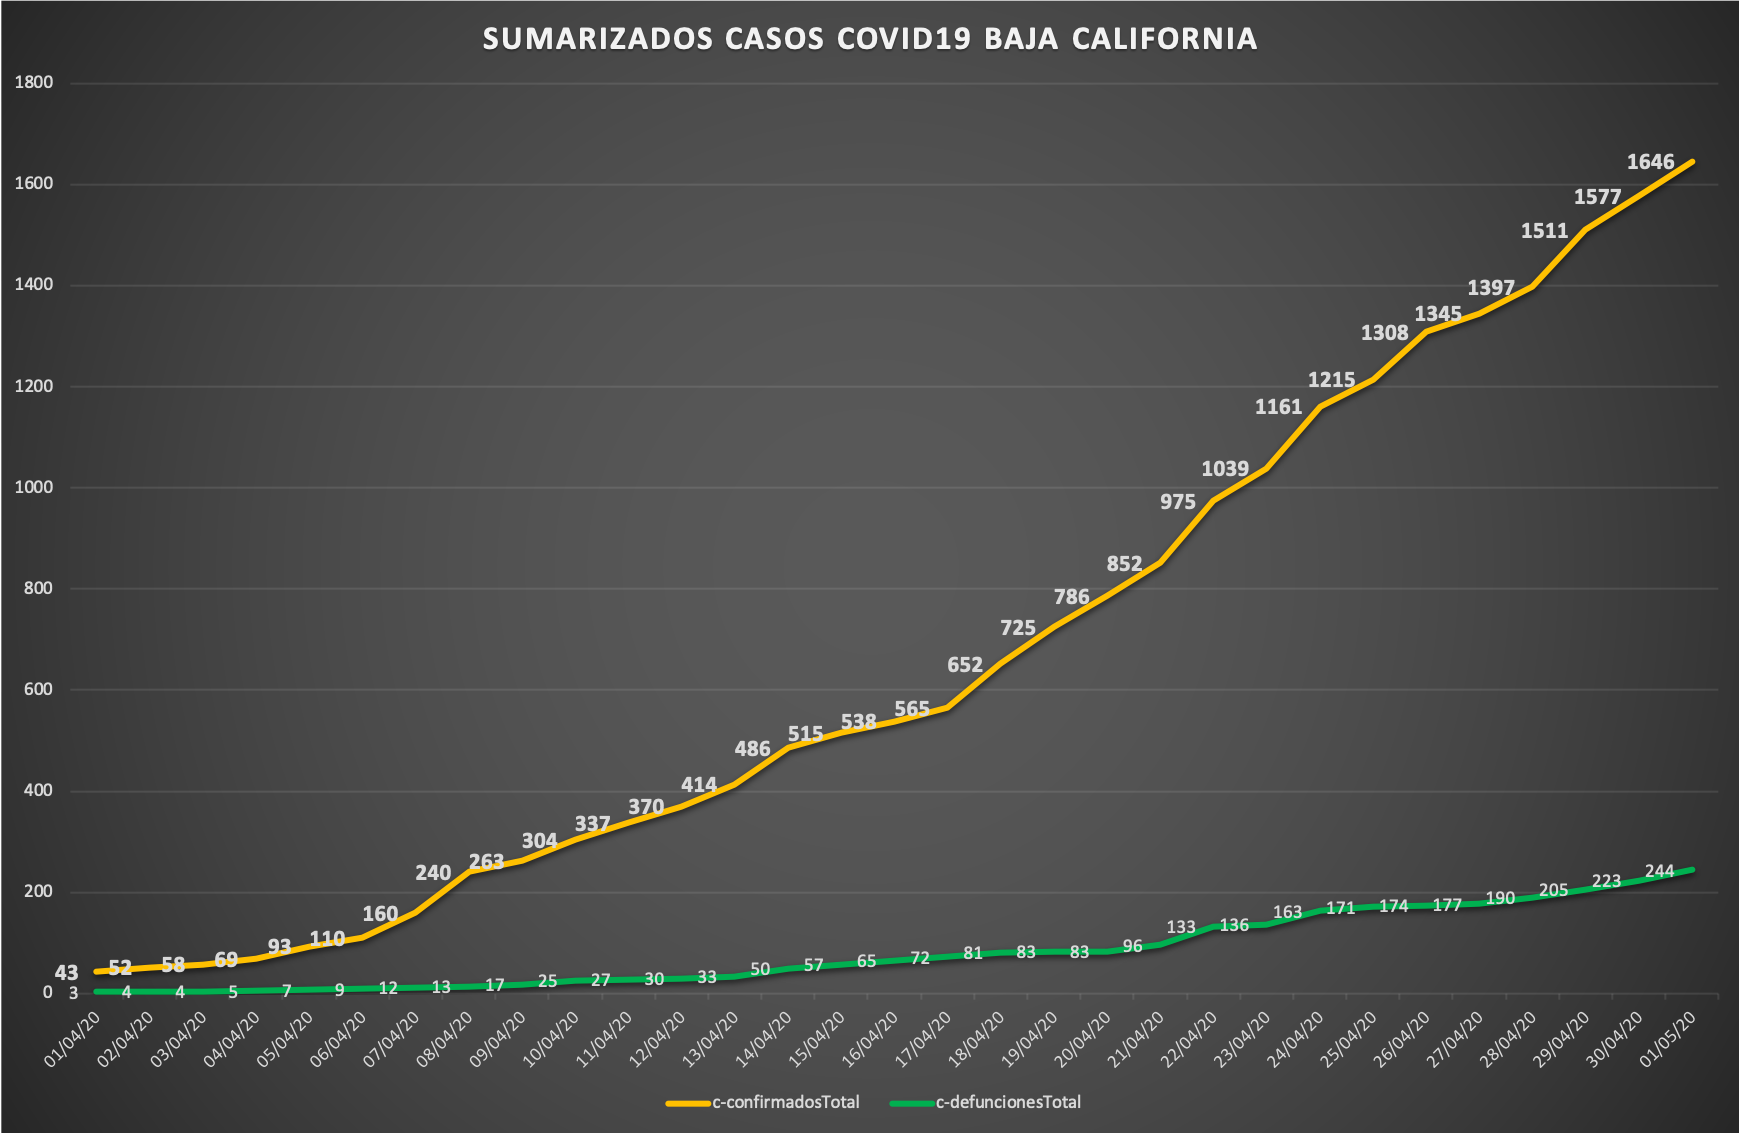 SUMARIZADOS CASOS COVID19 BAJA CALIFORNIA
1800
1600
1400
1200
1000
800
600
400
200
0
43 52 58 69 93 110 160 240 263 304 337 370 414 486 515 538 565 652 725 786 852 975 1039 1161 1215 1308 1345 1397 1511 1577 1646
3 4 4 5 7 9 12 13 17 25 27 30 33 50 57 65 72 81 83 83 96 133 136 163 171 174 177 190 205 223 244
01/04/20 02/04/20 03/04/20 04/04/20 05/04/20 06/04/20 07/04/20 08/04/20 09/04/20 10/04/20 11/04/20 12/04/20 13/04/20 14/04/20 15/04/20 16/04/20 17/04/20 18/04/20 19/04/20 20/04/20 21/04/20 22/04/20 23/04/20 24/04/20 25/04/20 26/04/20 27/04/20 28/04/20 29/04/20 30/04/20 01/05/20
c-confirmadosTotal c-defuncionesTotal